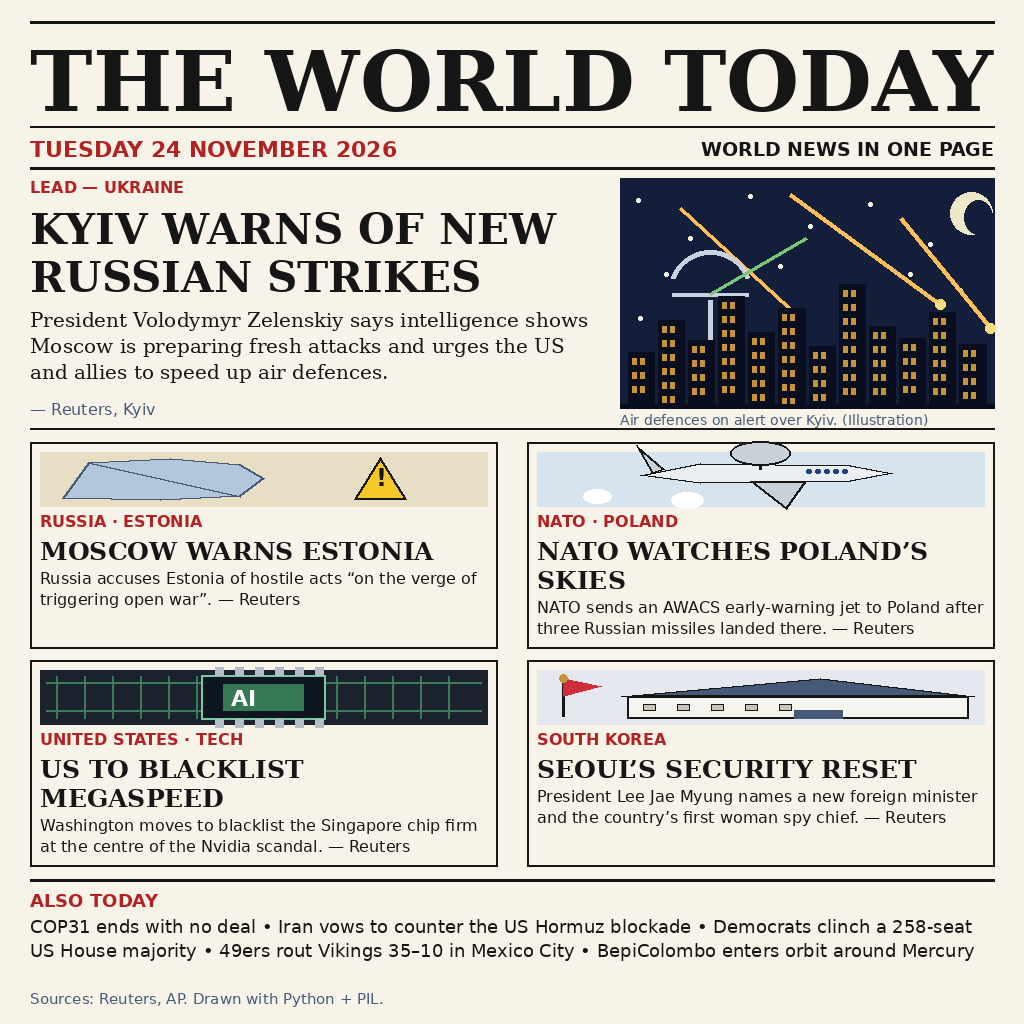 THE WORLD TODAY
TUESDAY 24 NOVEMBER 2026
WORLD NEWS IN ONE PAGE
LEAD — UKRAINE
KYIV WARNS OF NEW
RUSSIAN STRIKES
President Volodymyr Zelenskiy says intelligence shows
Moscow is preparing fresh attacks and urges the US
and allies to speed up air defences.
— Reuters, Kyiv
Air defences on alert over Kyiv. (Illustration)
!
RUSSIA · ESTONIA
MOSCOW WARNS ESTONIA
Russia accuses Estonia of hostile acts “on the verge of
triggering open war”. — Reuters
NATO · POLAND
NATO WATCHES POLAND’S
SKIES
NATO sends an AWACS early-warning jet to Poland after
three Russian missiles landed there. — Reuters
AI
UNITED STATES · TECH
US TO BLACKLIST
MEGASPEED
Washington moves to blacklist the Singapore chip firm
at the centre of the Nvidia scandal. — Reuters
SOUTH KOREA
SEOUL’S SECURITY RESET
President Lee Jae Myung names a new foreign minister
and the country’s first woman spy chief. — Reuters
ALSO TODAY
COP31 ends with no deal • Iran vows to counter the US Hormuz blockade • Democrats clinch a 258-seat
US House majority • 49ers rout Vikings 35–10 in Mexico City • BepiColombo enters orbit around Mercury
Sources: Reuters, AP. Drawn with Python + PIL.